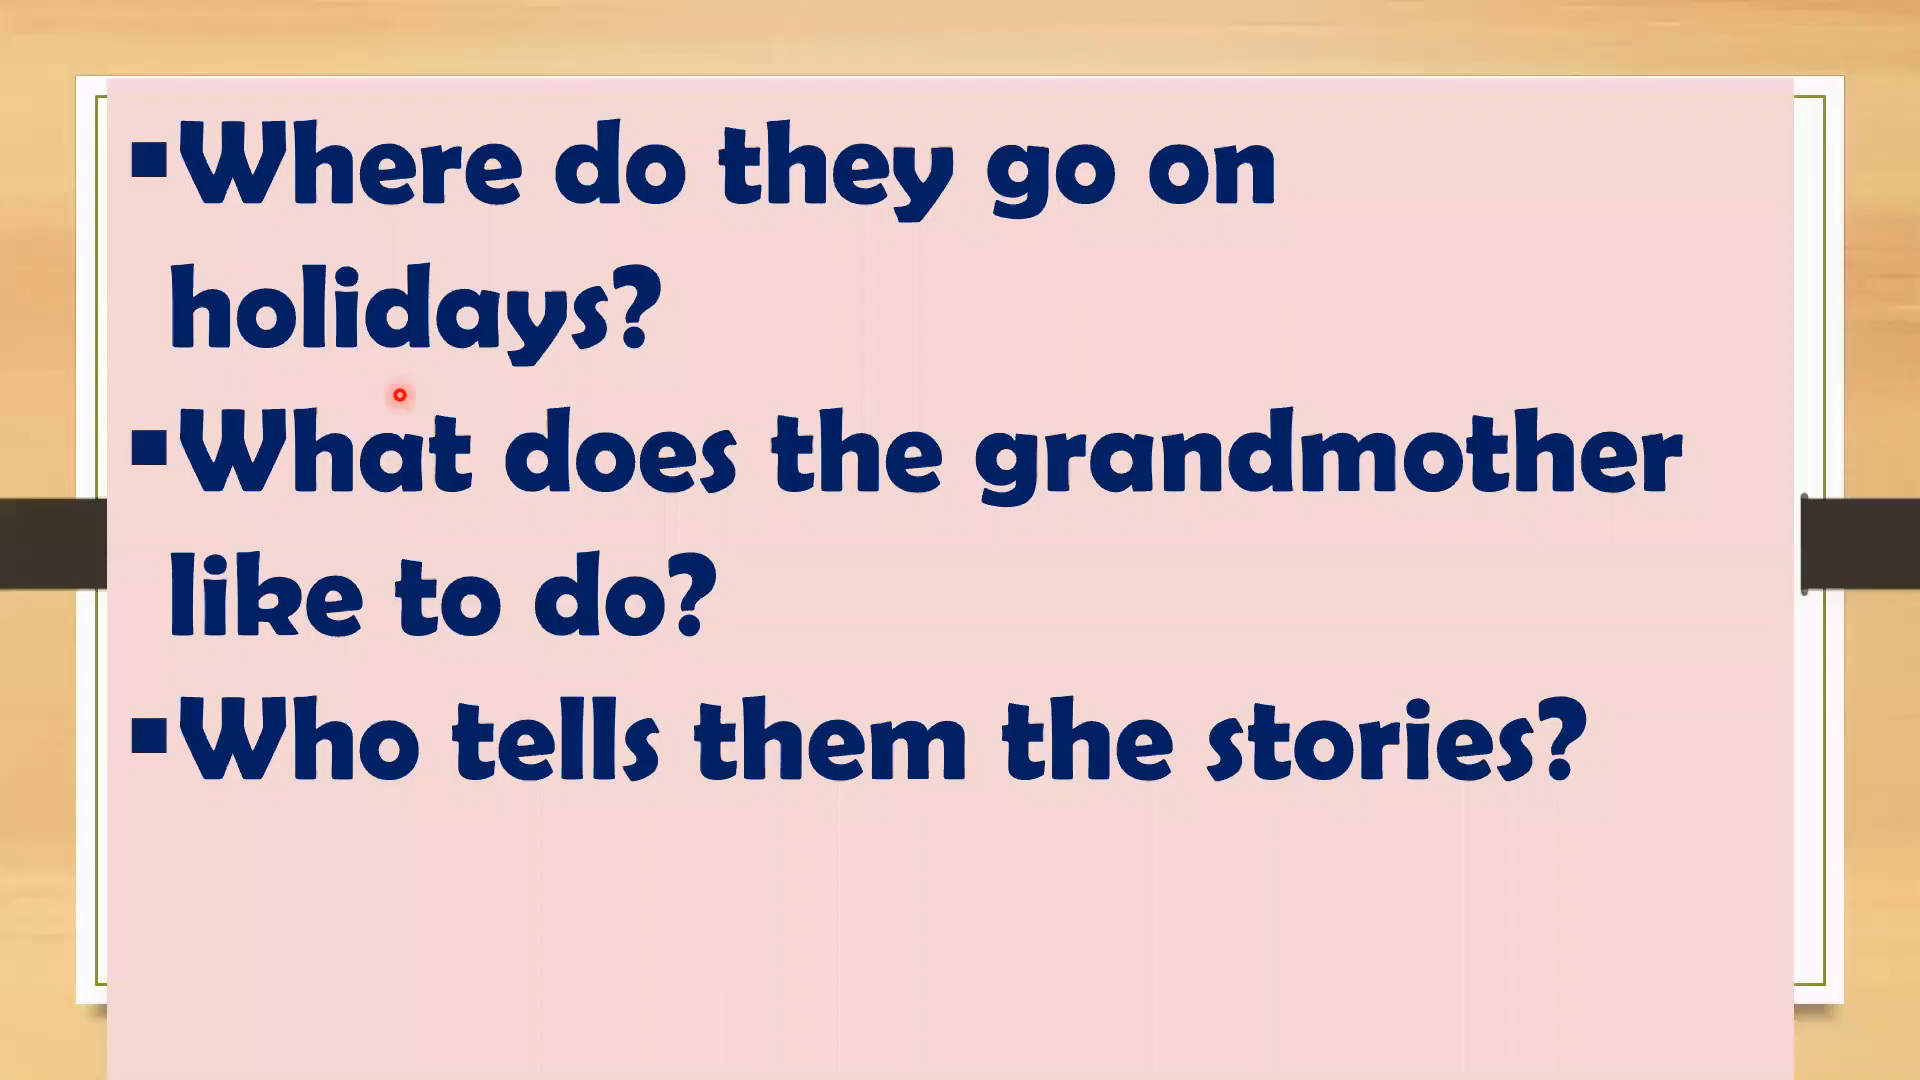 ▪Where do they go on
holidays?
▪What does the grandmother
like to do?
▪Who tells them the stories?